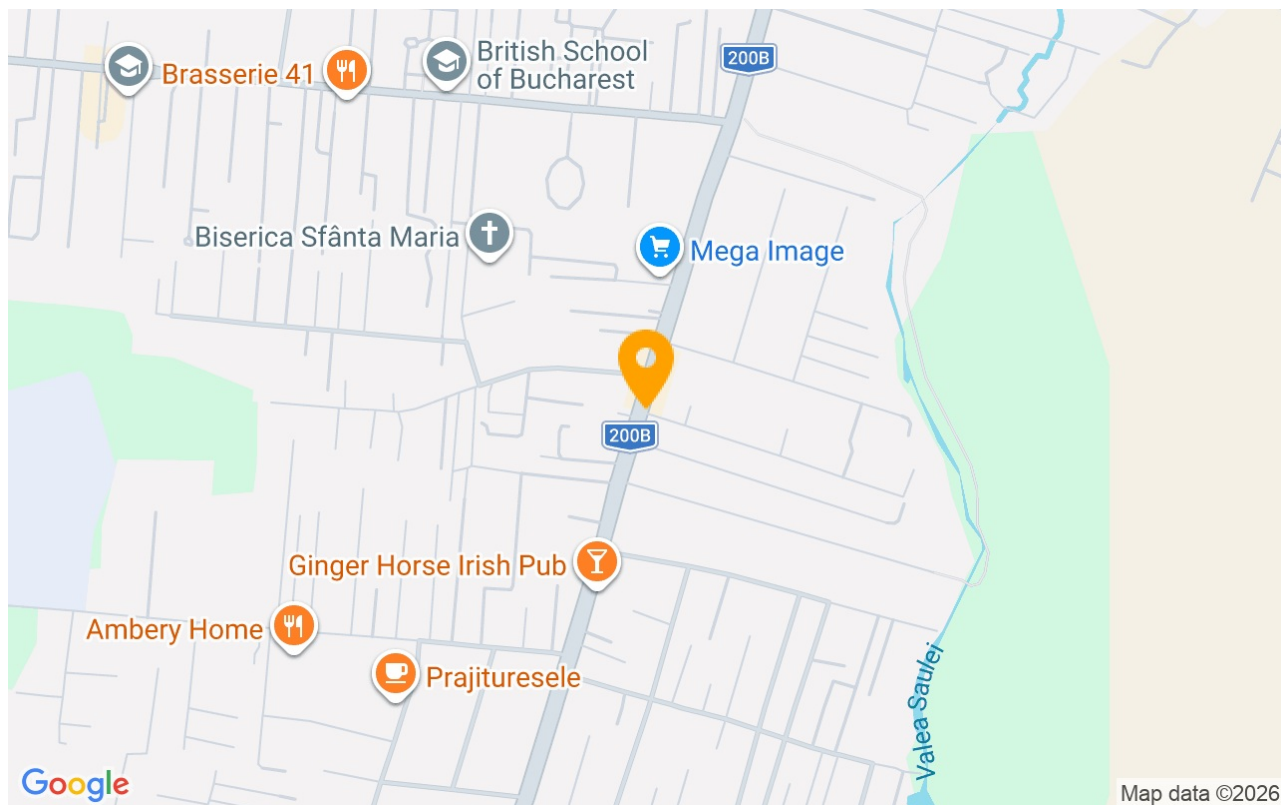 British School
of Bucharest
200B
Brasserie 41
Biserica Sfânta Maria
Mega Image
200B
Ginger Horse Irish Pub
Ambery Home
Prajituresele
Valea Saulei
Google
Map data ©2026